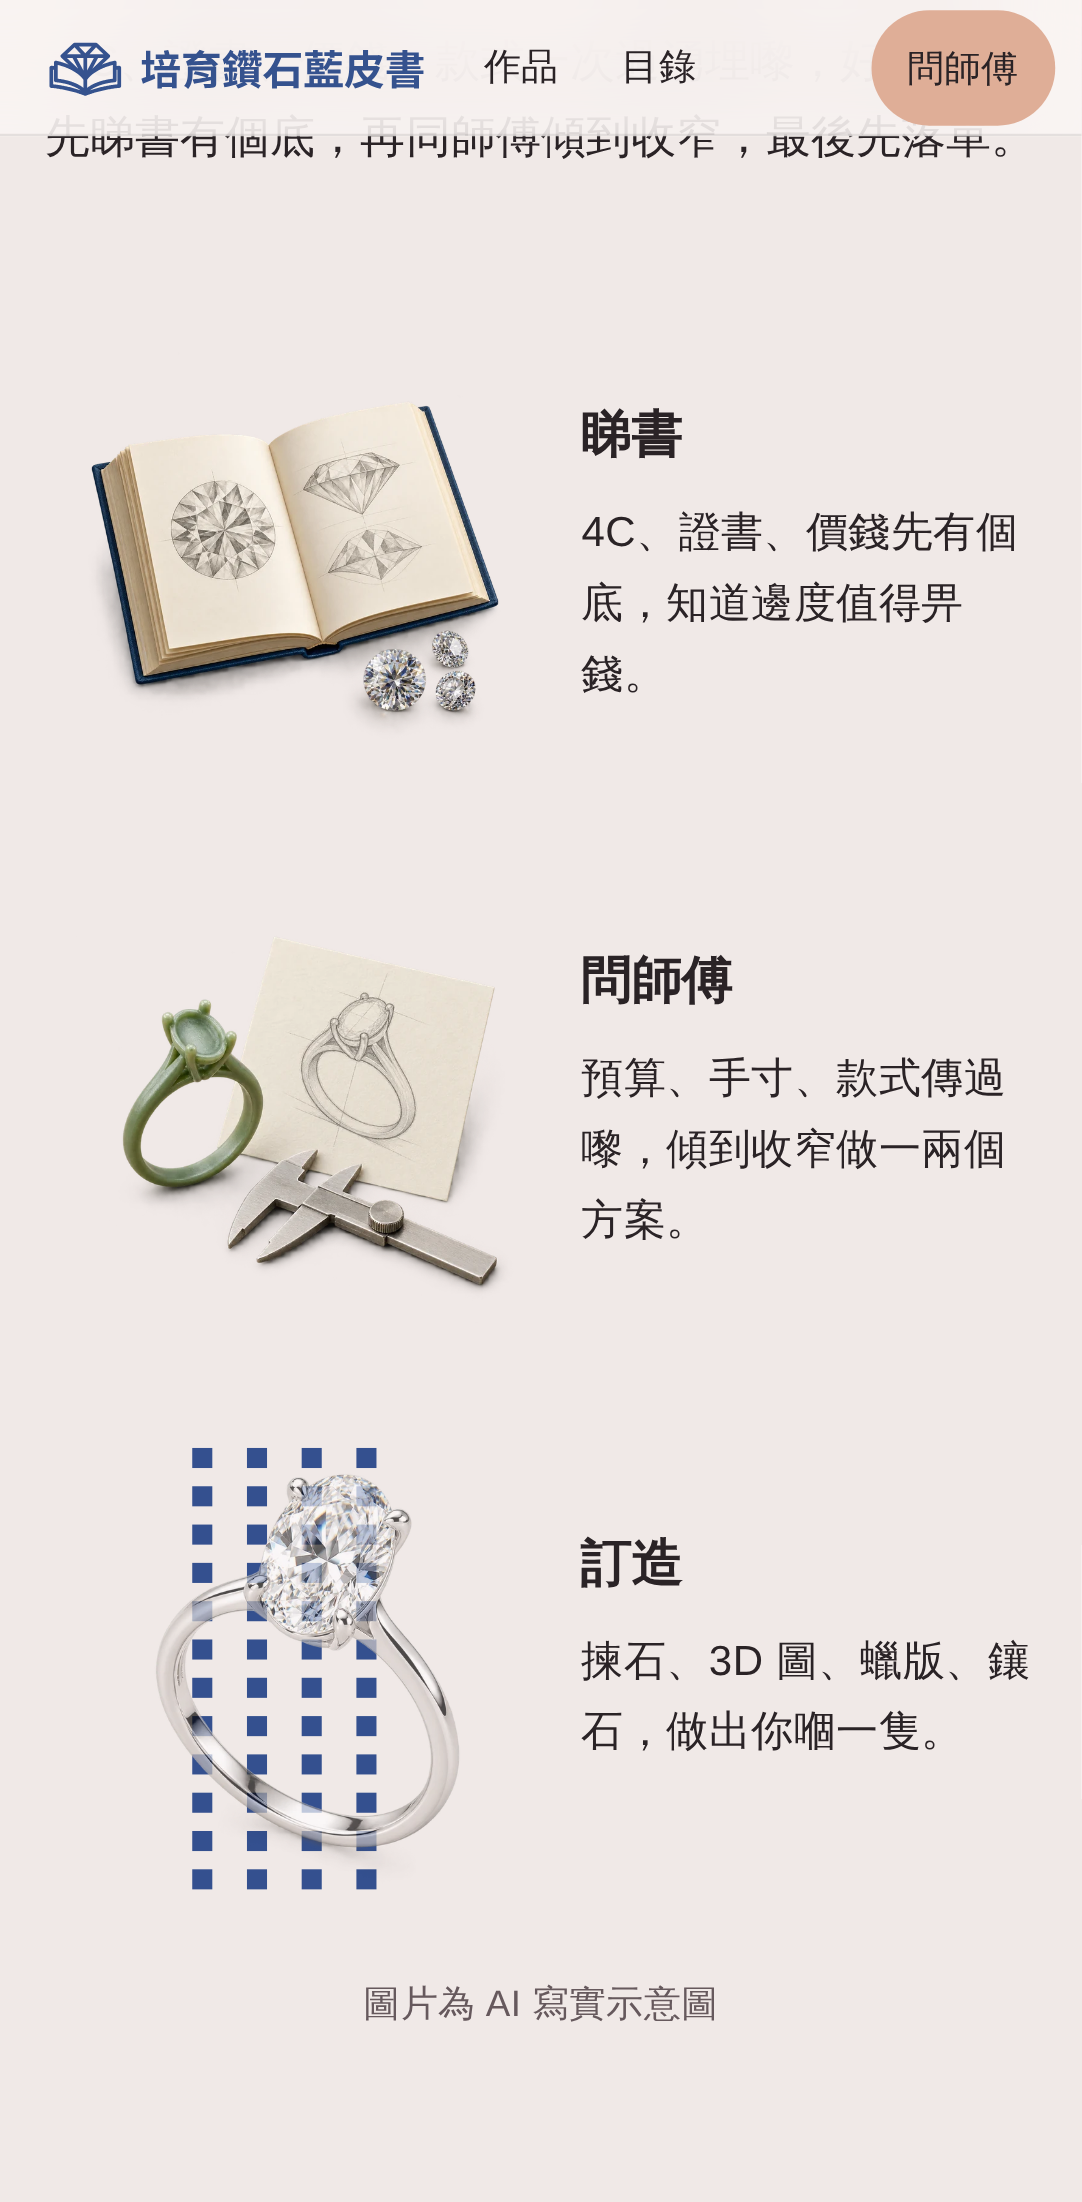 培育鑽石藍皮書
作品
目錄
問師傅
先睇書有個底，再同師傅傾到收窄，最後先落單。
睇書
4C、證書、價錢先有個
底，知道邊度值得畀
錢。
問師傅
預算、手寸、款式傳過
嚟，傾到收窄做一兩個
方案。
訂造
揀石、3D 圖、蠟版、鑲
石，做出你嗰一隻。
圖片為 AI 寫實示意圖